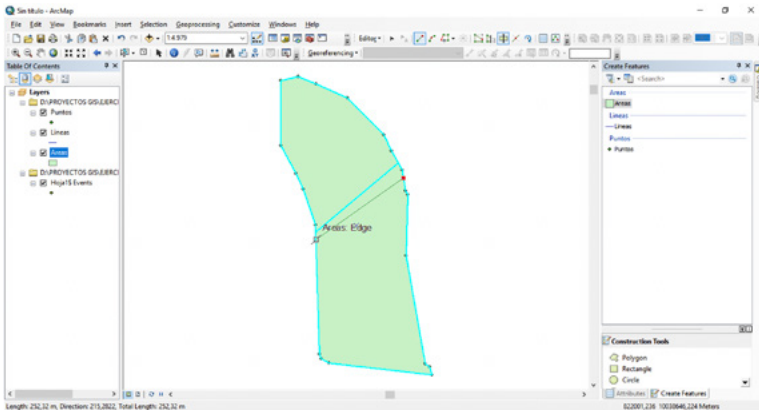 Sin título - ArcMap
File Edit View Bookmarks Insert Selection Geoprocessing Customize Windows Help
1:4.979
Editor
Georeferencing
Table Of Contents
Layers
D:\PROYECTOS GIS\EJERCI
Puntos
Lineas
Areas
D:\PROYECTOS GIS\EJERCI
Hoja1$ Events
Areas: Edge
Create Features
<Search>
Areas
Areas
Lineas
Lineas
Puntos
Puntos
Construction Tools
Polygon
Rectangle
Circle
Attributes Create Features
Length: 252,32 m, Direction: 215,2822, Total Length: 252,32 m
822001,238 10038646,224 Meters